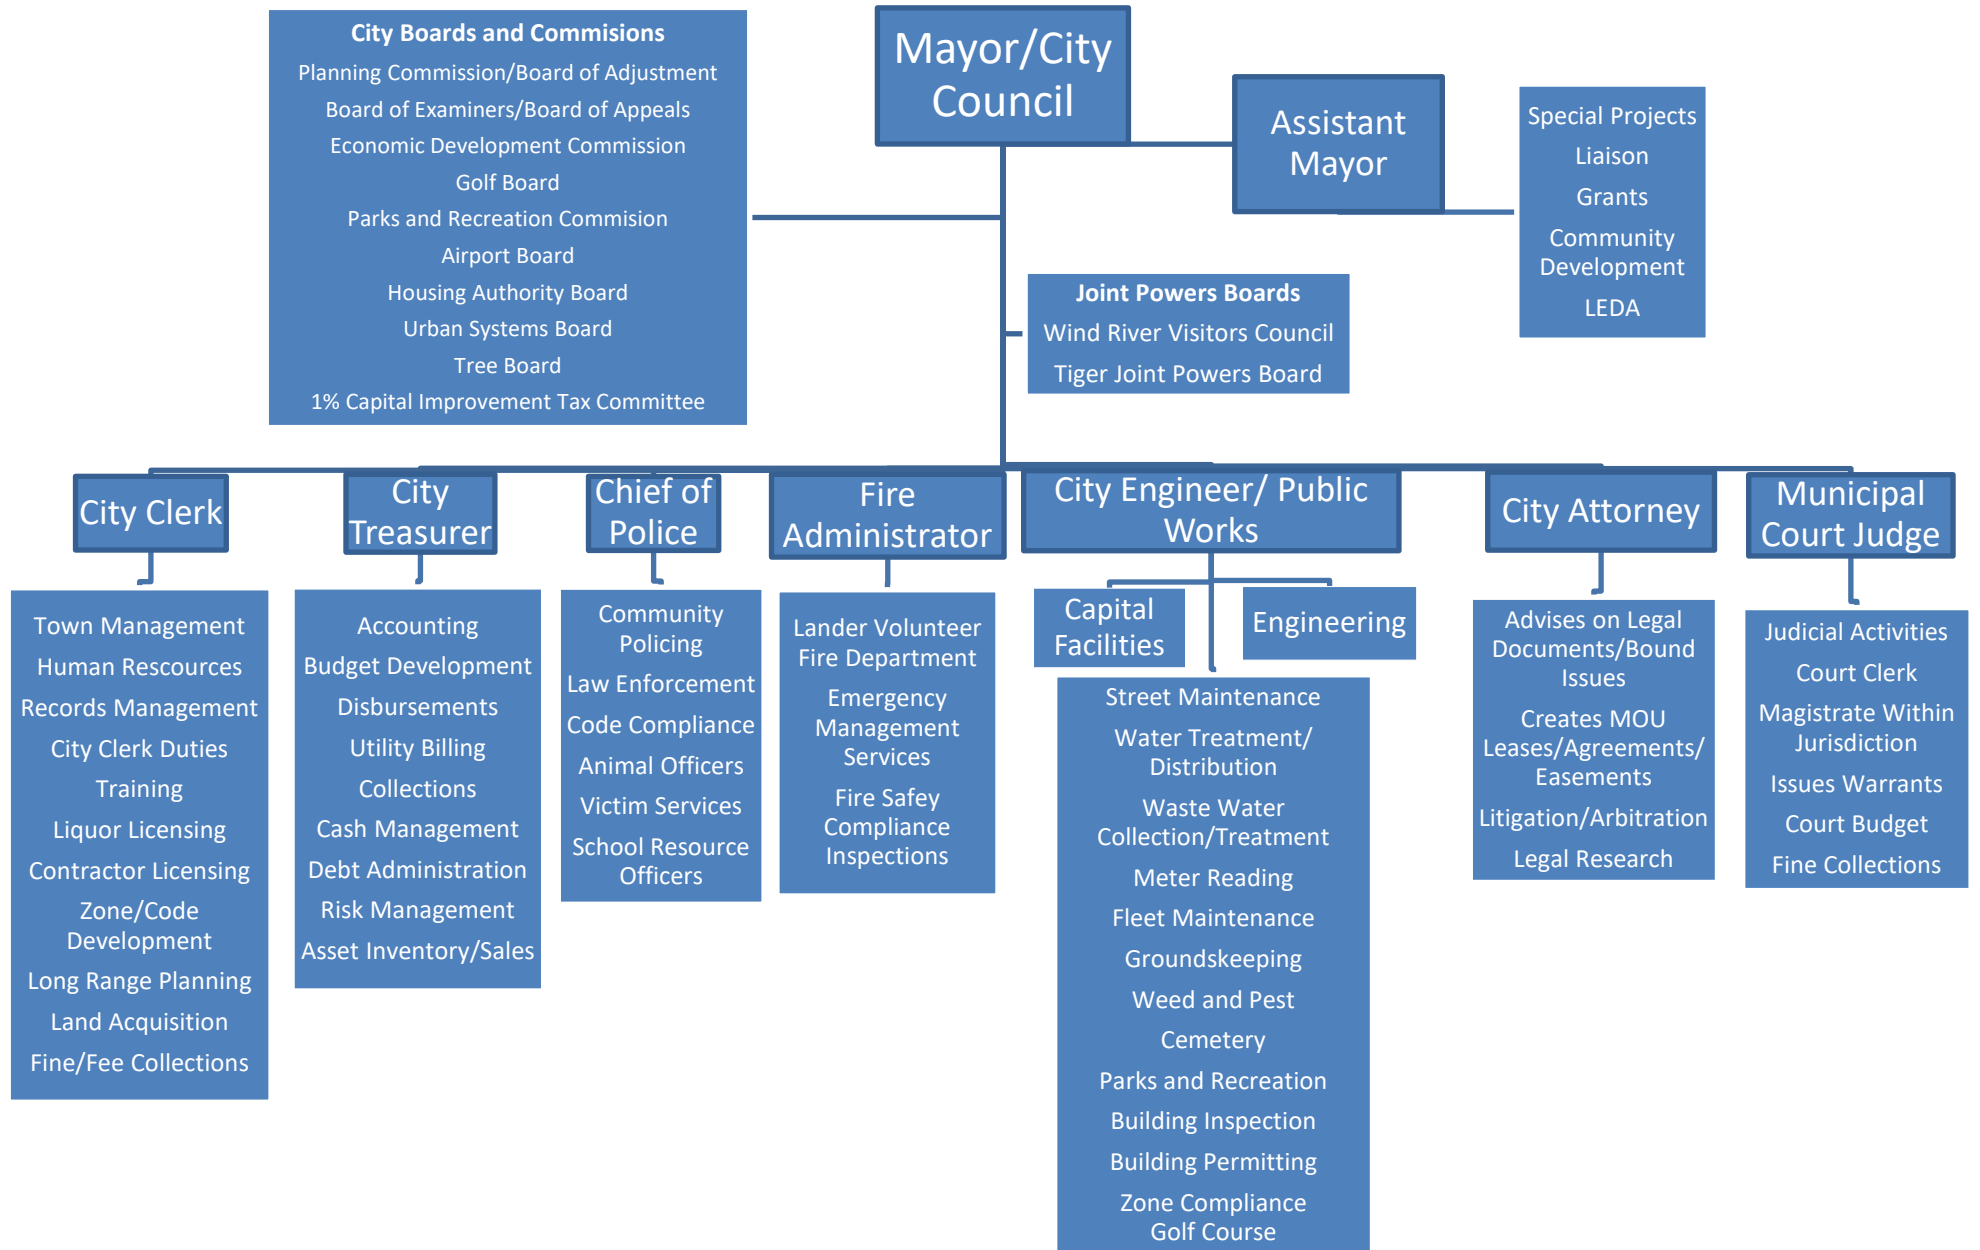 City Boards and Commisions
Planning Commission/Board of Adjustment
Board of Examiners/Board of Appeals
Economic Development Commission
Golf Board
Parks and Recreation Commision
Airport Board
Housing Authority Board
Urban Systems Board
Tree Board
1% Capital Improvement Tax Committee
Mayor/City
Council
Assistant
Mayor
Special Projects
Liaison
Grants
Community
Development
LEDA
Joint Powers Boards
Wind River Visitors Council
Tiger Joint Powers Board
City Clerk
Town Management
Human Rescources
Records Management
City Clerk Duties
Training
Liquor Licensing
Contractor Licensing
Zone/Code
Development
Long Range Planning
Land Acquisition
Fine/Fee Collections
City
Treasurer
Accounting
Budget Development
Disbursements
Utility Billing
Collections
Cash Management
Debt Administration
Risk Management
Asset Inventory/Sales
Chief of
Police
Community
Policing
Law Enforcement
Code Compliance
Animal Officers
Victim Services
School Resource
Officers
Fire
Administrator
Lander Volunteer
Fire Department
Emergency
Management
Services
Fire Safey
Compliance
Inspections
City Engineer/ Public
Works
Capital
Facilities
Engineering
Street Maintenance
Water Treatment/
Distribution
Waste Water
Collection/Treatment
Meter Reading
Fleet Maintenance
Groundskeeping
Weed and Pest
Cemetery
Parks and Recreation
Building Inspection
Building Permitting
Zone Compliance
Golf Course
City Attorney
Advises on Legal
Documents/Bound
Issues
Creates MOU
Leases/Agreements/
Easements
Litigation/Arbitration
Legal Research
Municipal
Court Judge
Judicial Activities
Court Clerk
Magistrate Within
Jurisdiction
Issues Warrants
Court Budget
Fine Collections